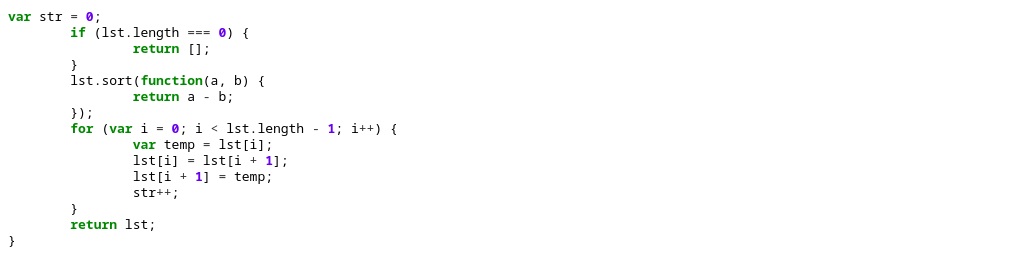 var str = 0;
        if (lst.length === 0) {
                return [];
        }
        lst.sort(function(a, b) {
                return a - b;
        });
        for (var i = 0; i < lst.length - 1; i++) {
                var temp = lst[i];
                lst[i] = lst[i + 1];
                lst[i + 1] = temp;
                str++;
        }
        return lst;
}